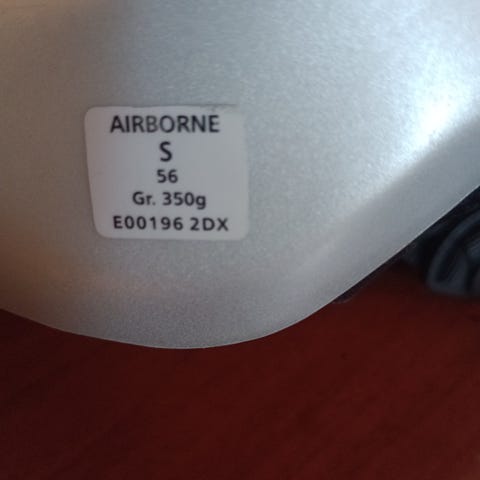 AIRBORNE
S
56
Gr. 350g
E00196 2DX